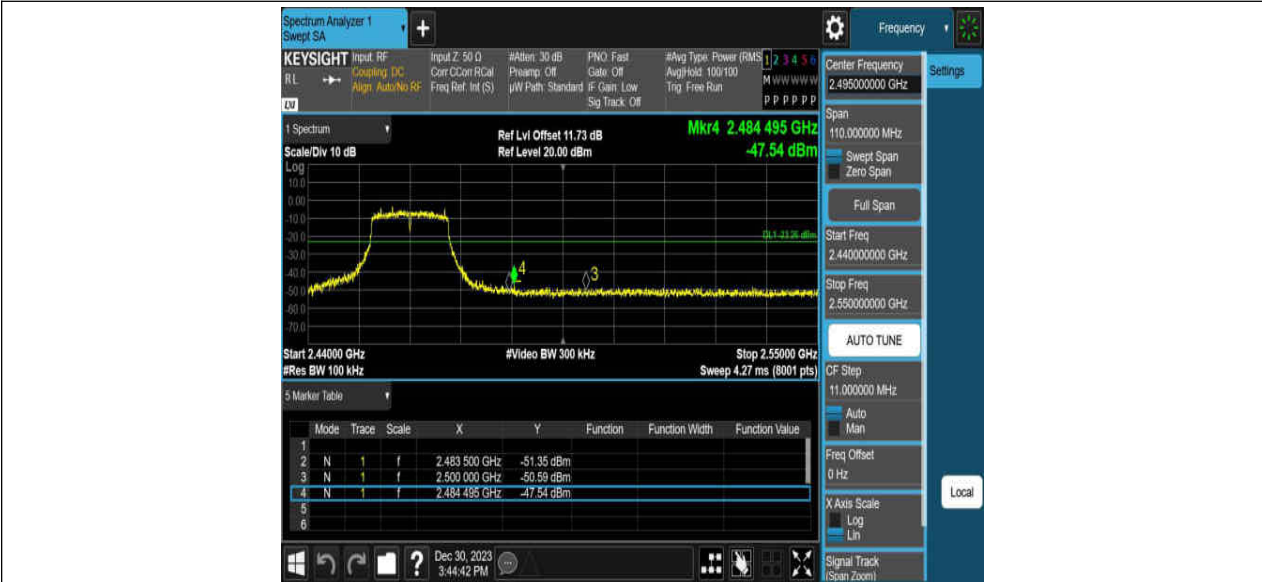 Spectrum Analyzer 1
Swept SA
+
Frequency
KEYSIGHT
RL
LXI
Input: RF
Coupling: DC
Align: Auto/No RF
Input Z: 50 Ω
Corr CCorr RCal
Freq Ref: Int (S)
#Atten: 30 dB
Preamp: Off
µW Path: Standard
PNO: Fast
Gate: Off
IF Gain: Low
Sig Track: Off
#Avg Type: Power (RMS
Avg|Hold: 100/100
Trig: Free Run
1 2 3 4 5 6
M W W W W W
P P P P P P
Center Frequency
2.495000000 GHz
Settings
Span
110.000000 MHz
Swept Span
Zero Span
Full Span
Start Freq
2.440000000 GHz
Stop Freq
2.550000000 GHz
AUTO TUNE
CF Step
11.000000 MHz
Auto
Man
Freq Offset
0 Hz
X Axis Scale
Log
Lin
Signal Track
(Span Zoom)
Local
1 Spectrum
Scale/Div 10 dB
Ref Lvl Offset 11.73 dB
Ref Level 20.00 dBm
Mkr4 2.484 495 GHz
-47.54 dBm
Log
10.0
0.00
-10.0
-20.0
-30.0
-40.0
-50.0
-60.0
-70.0
DL1 -23.26 dBm
4
3
Start 2.44000 GHz
#Res BW 100 kHz
#Video BW 300 kHz
Stop 2.55000 GHz
Sweep 4.27 ms (8001 pts)
5 Marker Table
Mode Trace Scale X Y Function Function Width Function Value
1
2 N 1 f 2.483 500 GHz -51.35 dBm
3 N 1 f 2.500 000 GHz -50.59 dBm
4 N 1 f 2.484 495 GHz -47.54 dBm
5
6
?
Dec 30, 2023
3:44:42 PM